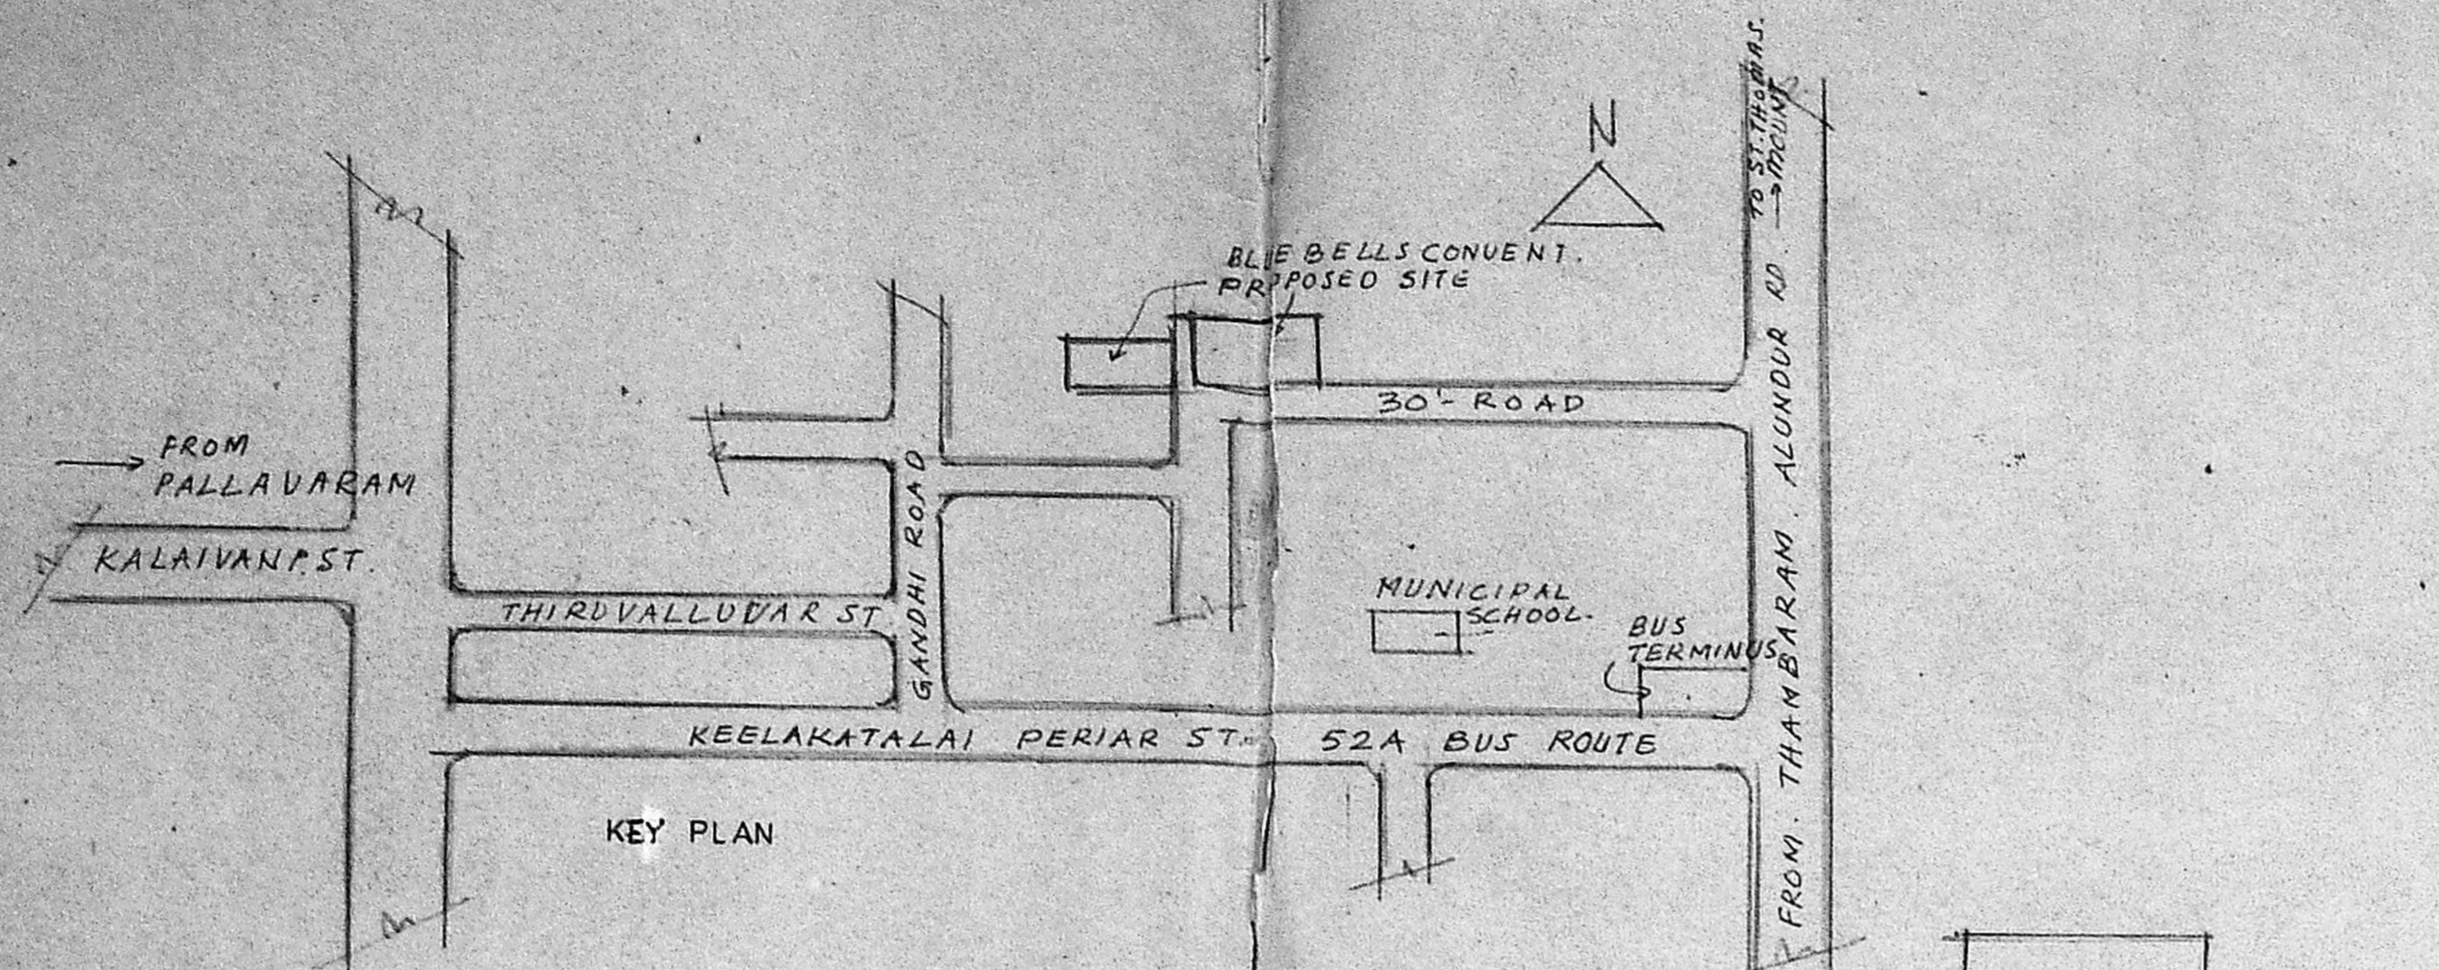 N
TO ST. THOMAS.
→ MOUNT
BLUE BELLS CONVENT.
PROPOSED SITE
30'- ROAD
FROM
PALLAVARAM
KALAIVANI.ST.
THIRUVALLUVAR ST
GANDHI ROAD
MUNICIPAL
SCHOOL.
BUS
TERMINUS
KEELAKATALAI PERIAR ST. 52A BUS ROUTE
FROM. THAMBARAM. ALUNDUR RD.
KEY PLAN